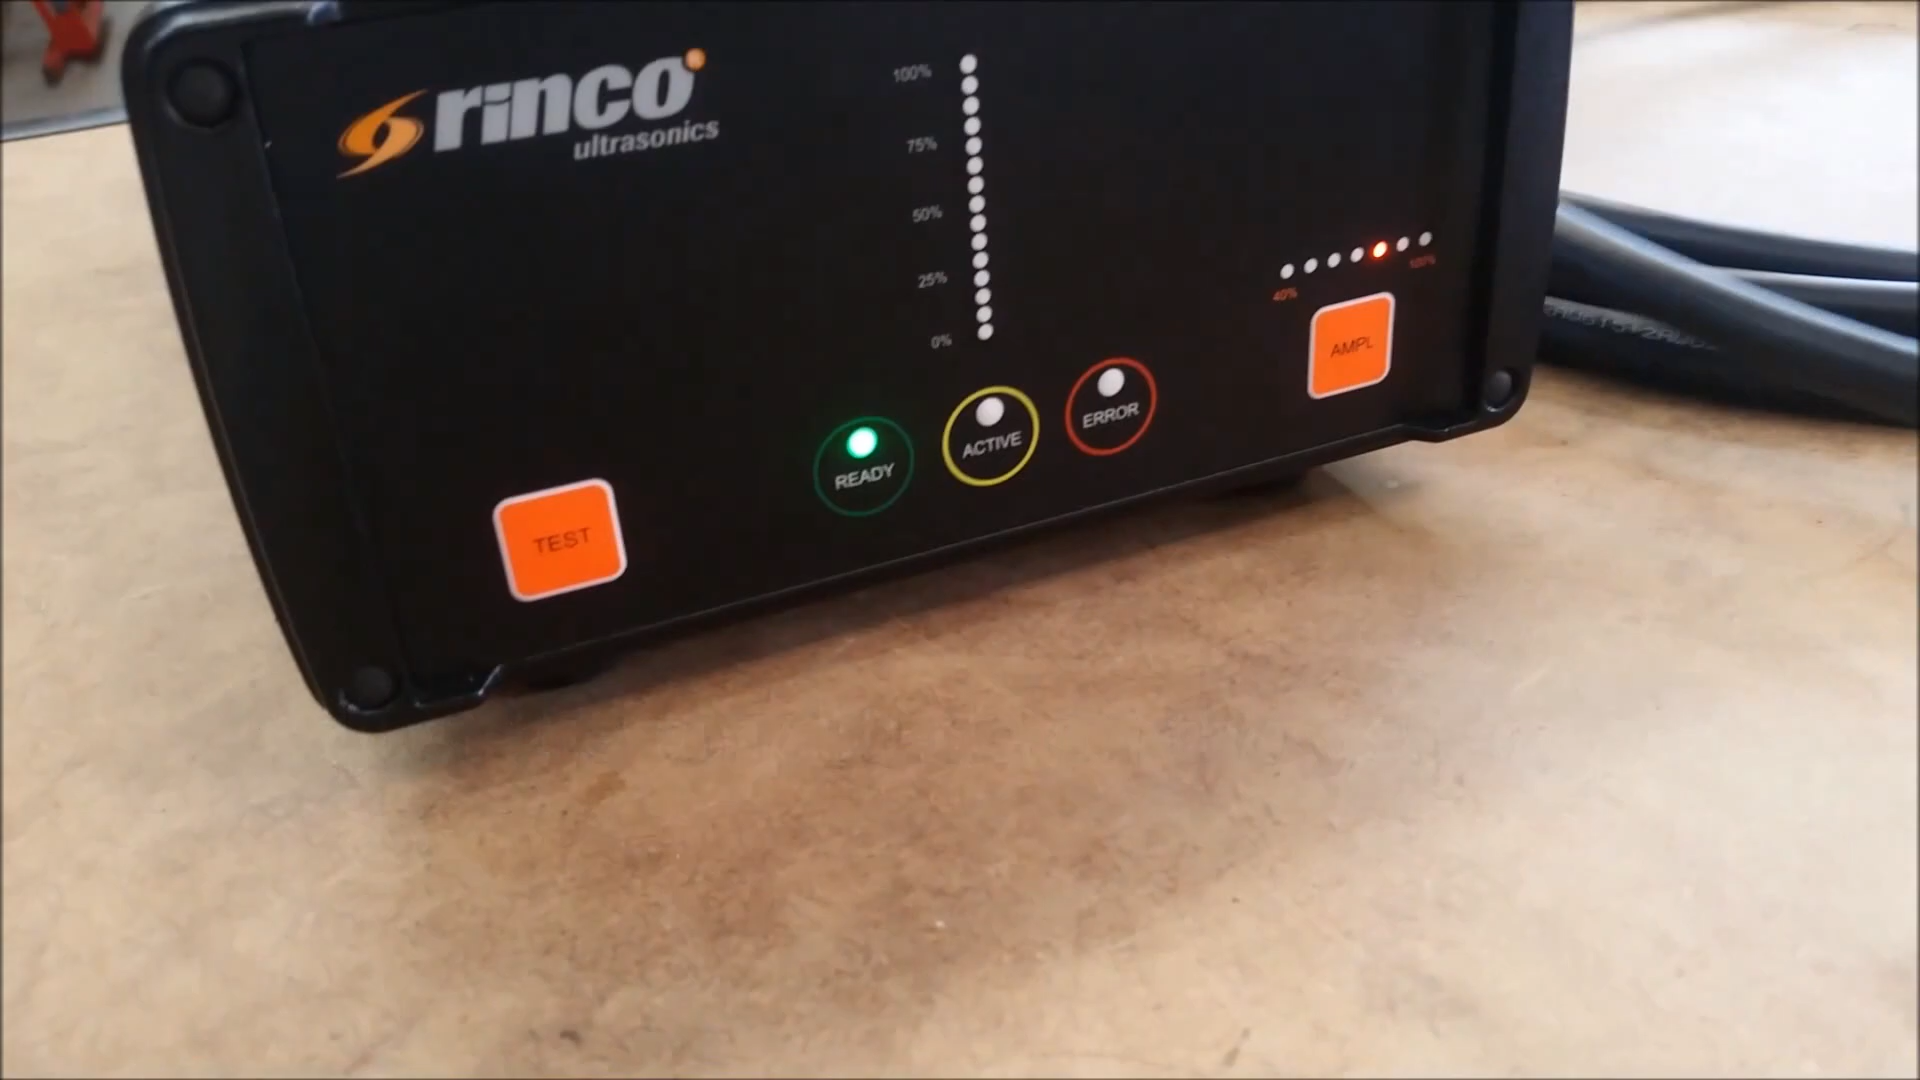 rinco
ultrasonics
100%
75%
50%
25%
0%
40%
100%
AMPL
READY
ACTIVE
ERROR
TEST